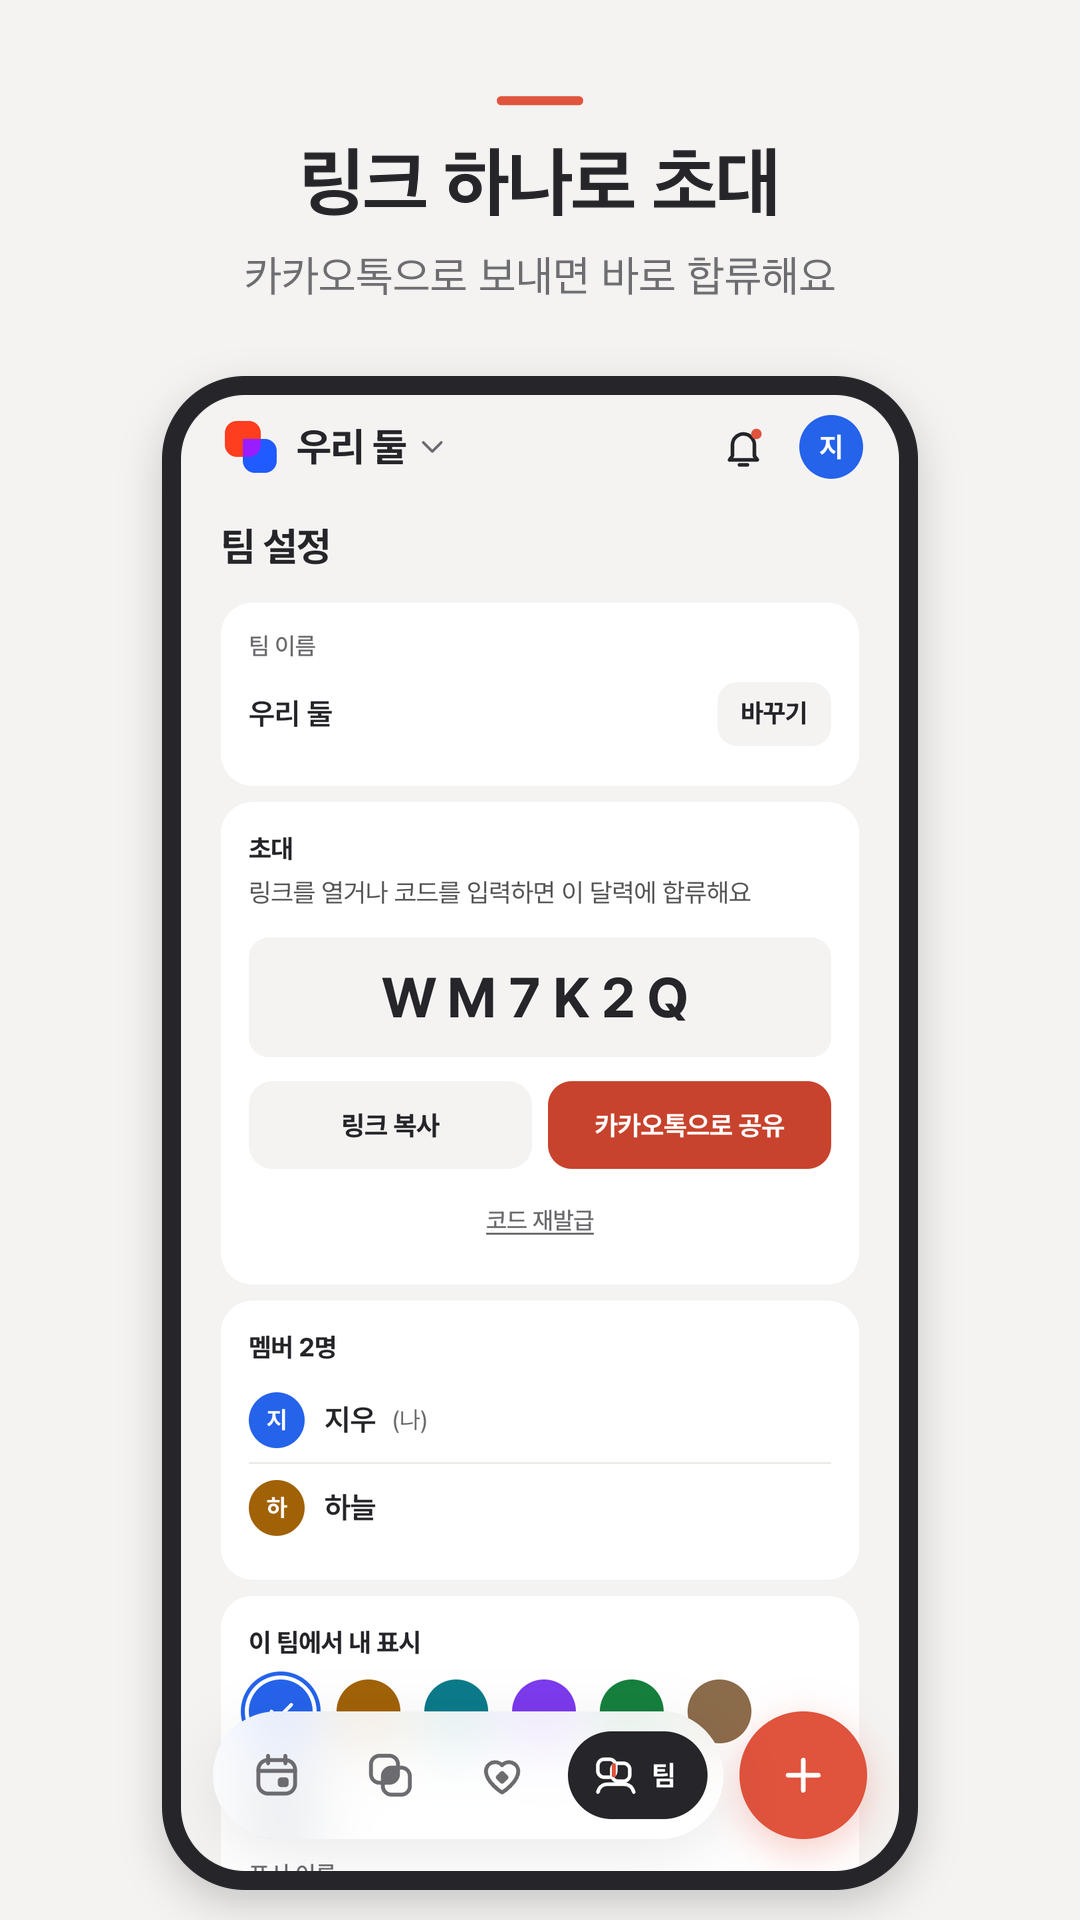 링크 하나로 초대
카카오톡으로 보내면 바로 합류해요
우리 둘
지
팀 설정
팀 이름
우리 둘
바꾸기
초대
링크를 열거나 코드를 입력하면 이 달력에 합류해요
WM7K2Q
링크 복사
카카오톡으로 공유
코드 재발급
멤버 2명
지 지우 (나)
하 하늘
이 팀에서 내 표시
팀